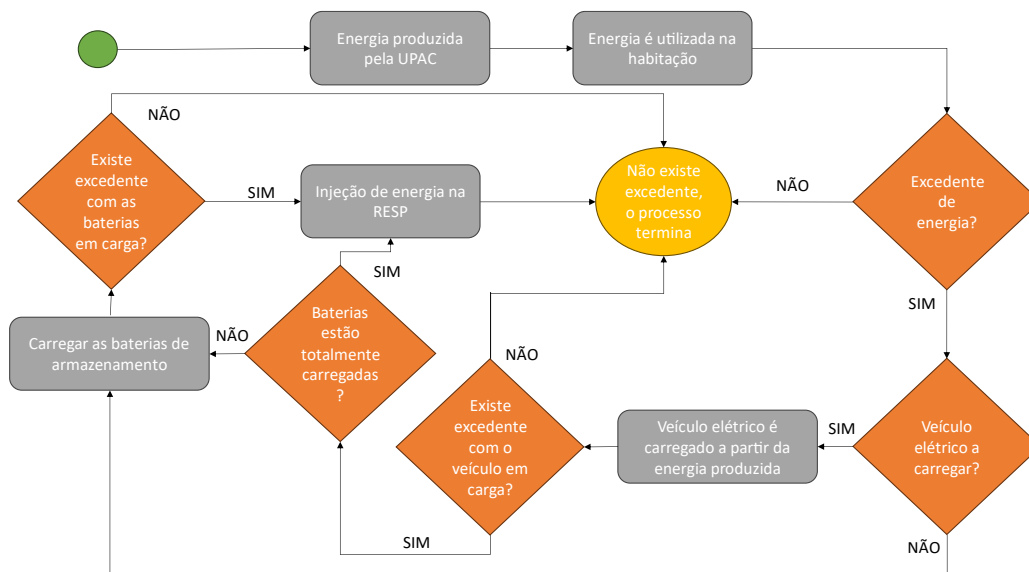 Energia produzida
pela UPAC
Energia é utilizada na
habitação
NÃO
Existe
excedente
com as
baterias
em carga?
SIM
Injeção de energia na
RESP
Não existe
excedente,
o processo
termina
NÃO
Excedente
de
energia?
SIM
SIM
Carregar as baterias de
armazenamento
NÃO
Baterias
estão
totalmente
carregadas
?
NÃO
Existe
excedente
com o
veículo em
carga?
Veículo elétrico é
carregado a partir da
energia produzida
SIM
Veículo
elétrico a
carregar?
SIM
NÃO